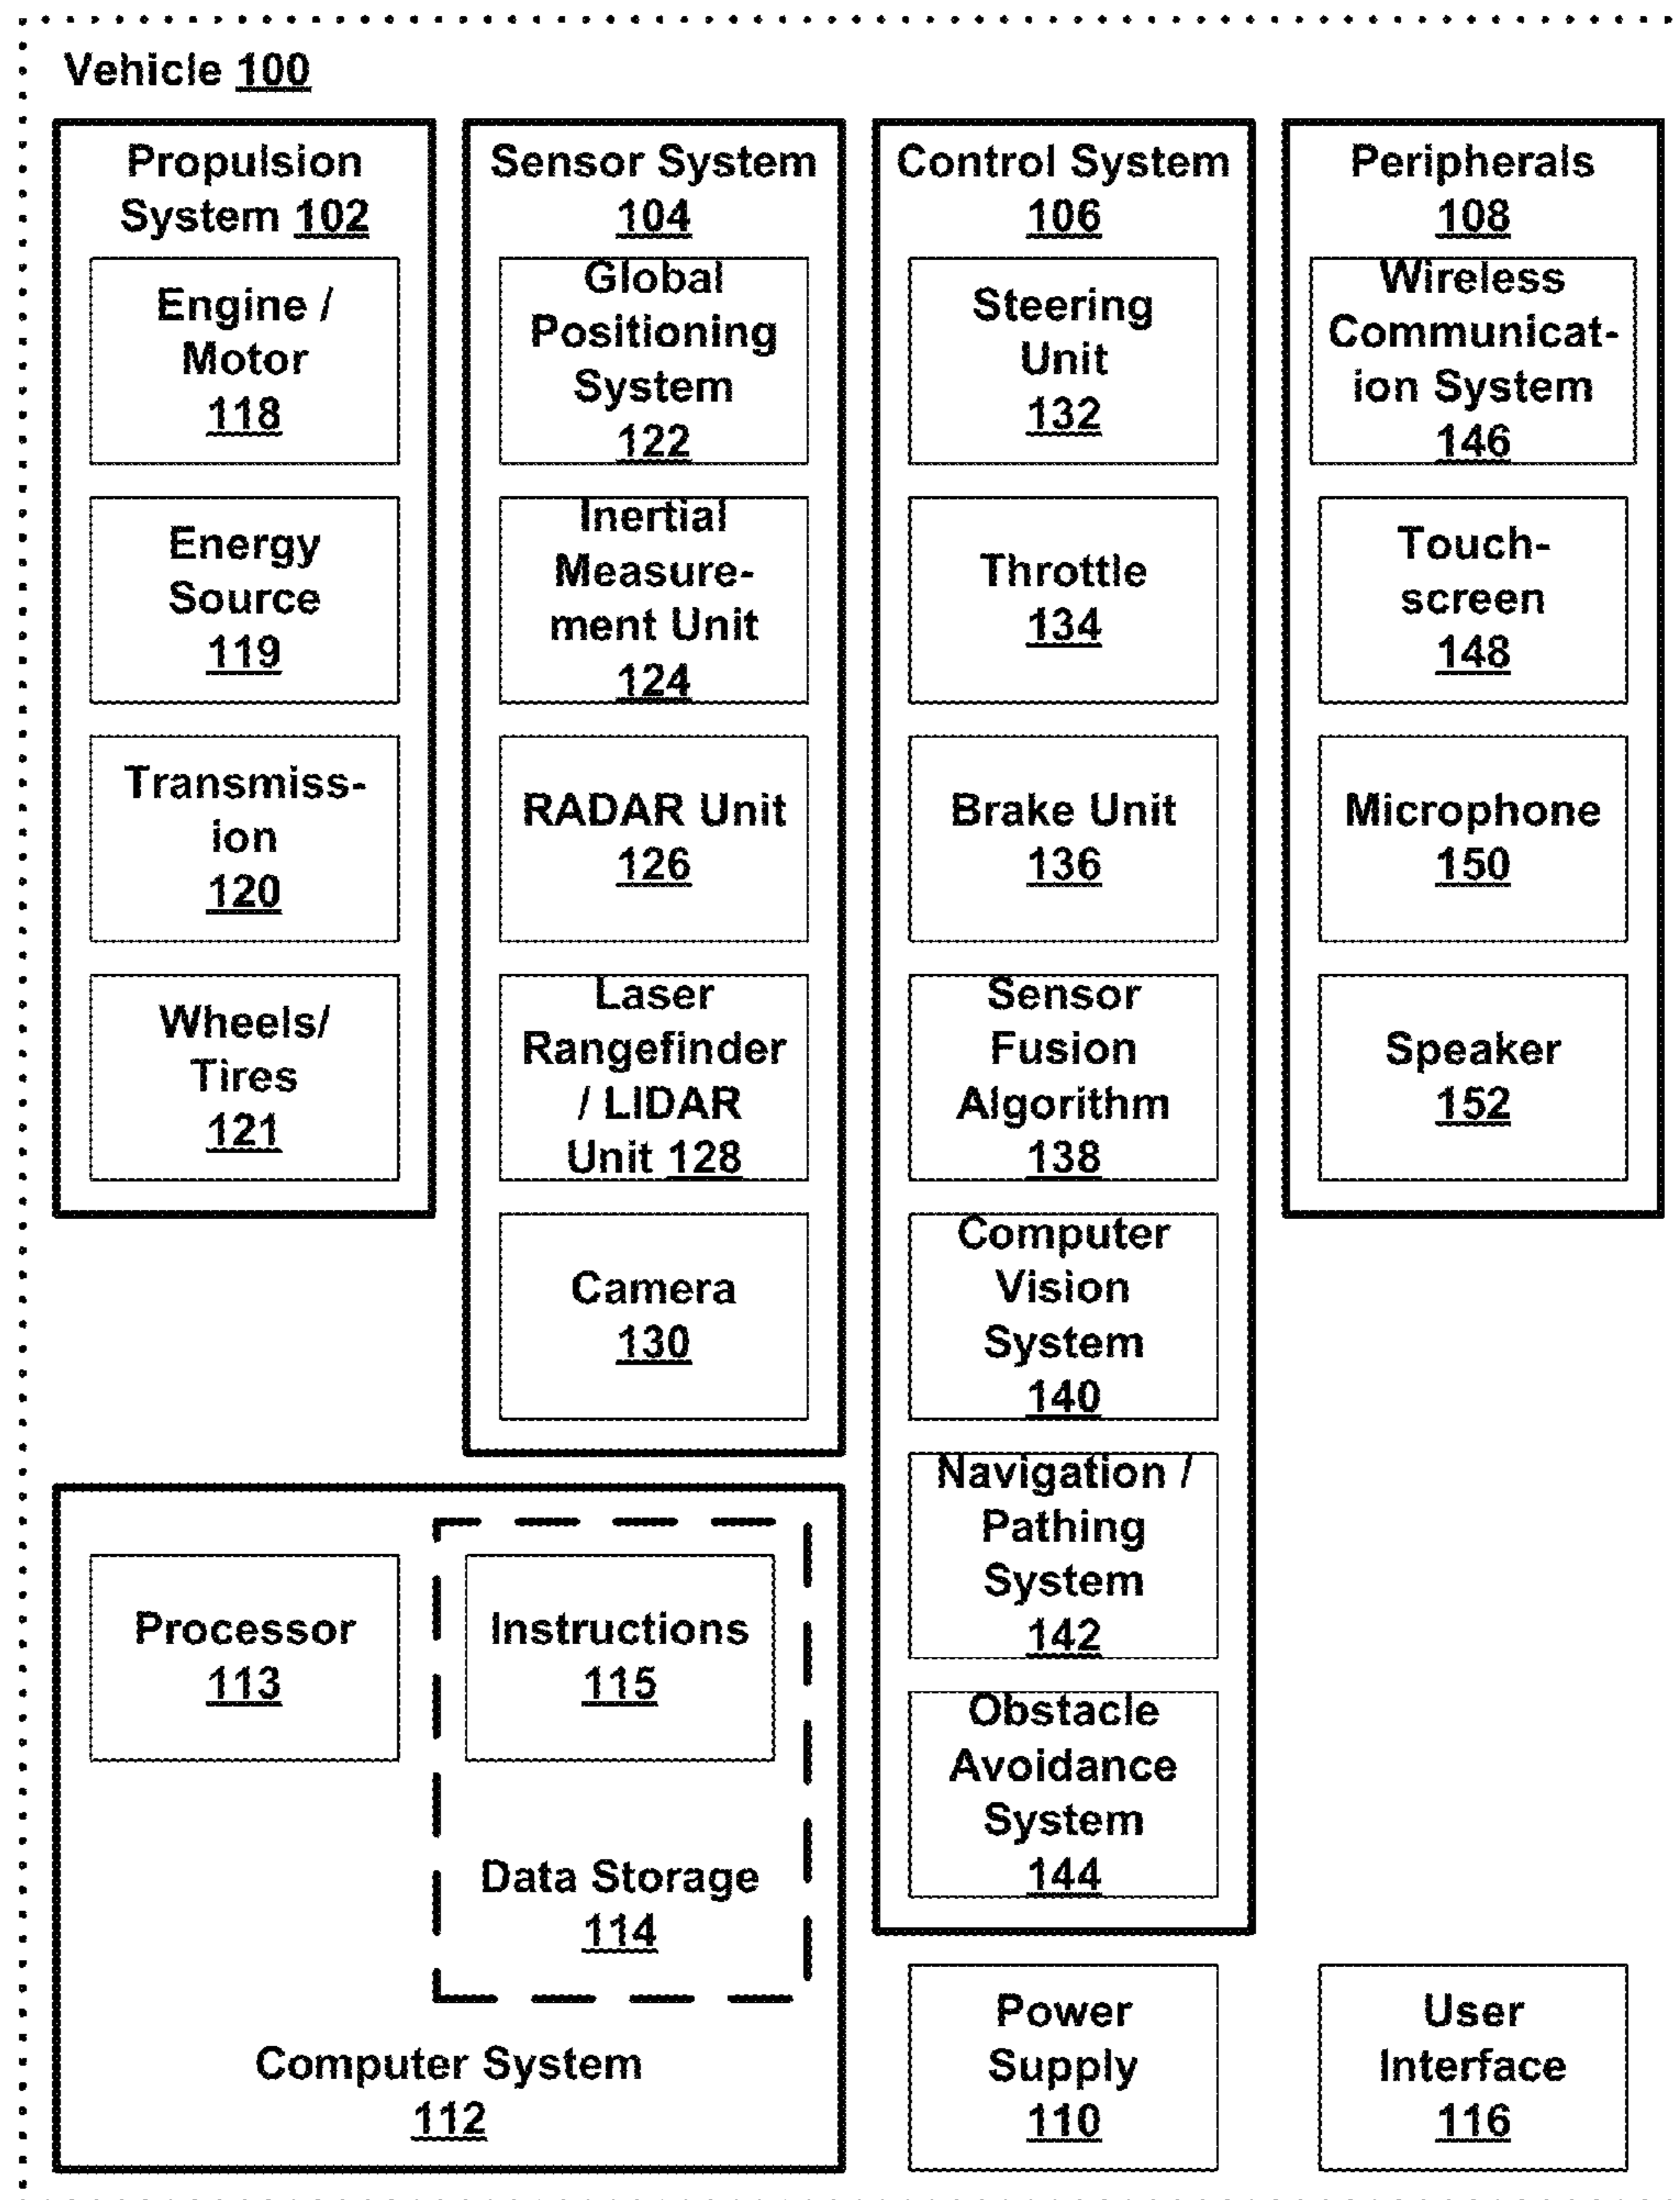 Vehicle 100
Propulsion
System 102
Engine /
Motor
118
Energy
Source
119
Transmiss-
ion
120
Wheels/
Tires
121
Sensor System
104
Global
Positioning
System
122
Inertial
Measure-
ment Unit
124
RADAR Unit
126
Laser
Rangefinder
/ LIDAR
Unit 128
Camera
130
Control System
106
Steering
Unit
132
Throttle
134
Brake Unit
136
Sensor
Fusion
Algorithm
138
Computer
Vision
System
140
Navigation /
Pathing
System
142
Obstacle
Avoidance
System
144
Peripherals
108
Wireless
Communicat-
ion System
146
Touch-
screen
148
Microphone
150
Speaker
152
Processor
113
Instructions
115
Data Storage
114
Computer System
112
Power
Supply
110
User
Interface
116